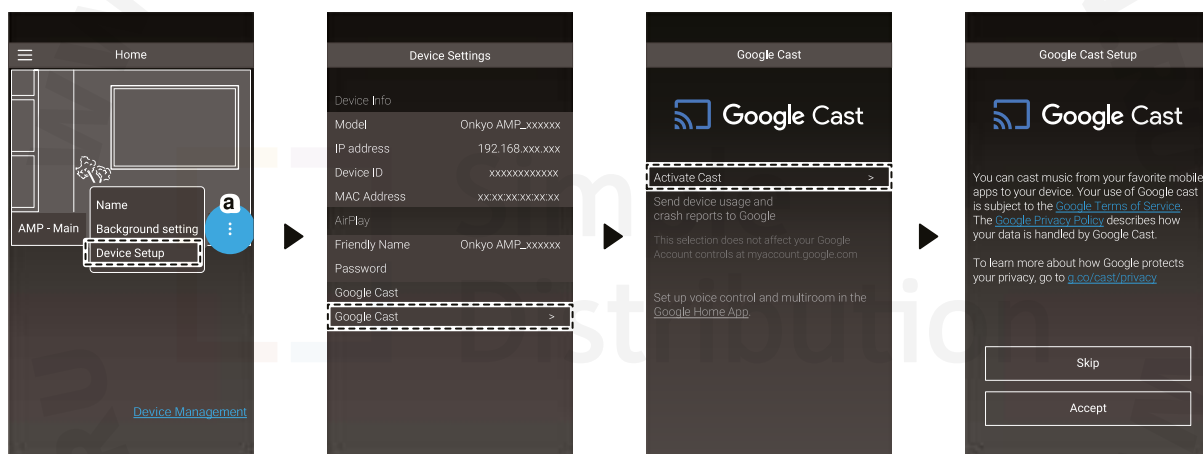 Home
Name
a
AMP - Main
Background setting
Device Setup
Device Management
Device Settings
Device Info
Model Onkyo AMP_xxxxxx
IP address 192.168.xxx.xxx
Device ID xxxxxxxxxxxx
MAC Address xx:xx:xx:xx:xx:xx
AirPlay
Friendly Name Onkyo AMP_xxxxxx
Password
Google Cast
Google Cast >
Google Cast
Google Cast
Activate Cast >
Send device usage and
crash reports to Google
This selection does not affect your Google
Account controls at myaccount.google.com
Set up voice control and multiroom in the
Google Home App.
Google Cast Setup
Google Cast
You can cast music from your favorite mobile
apps to your device. Your use of Google cast
is subject to the Google Terms of Service.
The Google Privacy Policy describes how
your data is handled by Google Cast.
To learn more about how Google protects
your privacy, go to g.co/cast/privacy
Skip
Accept
Distribution